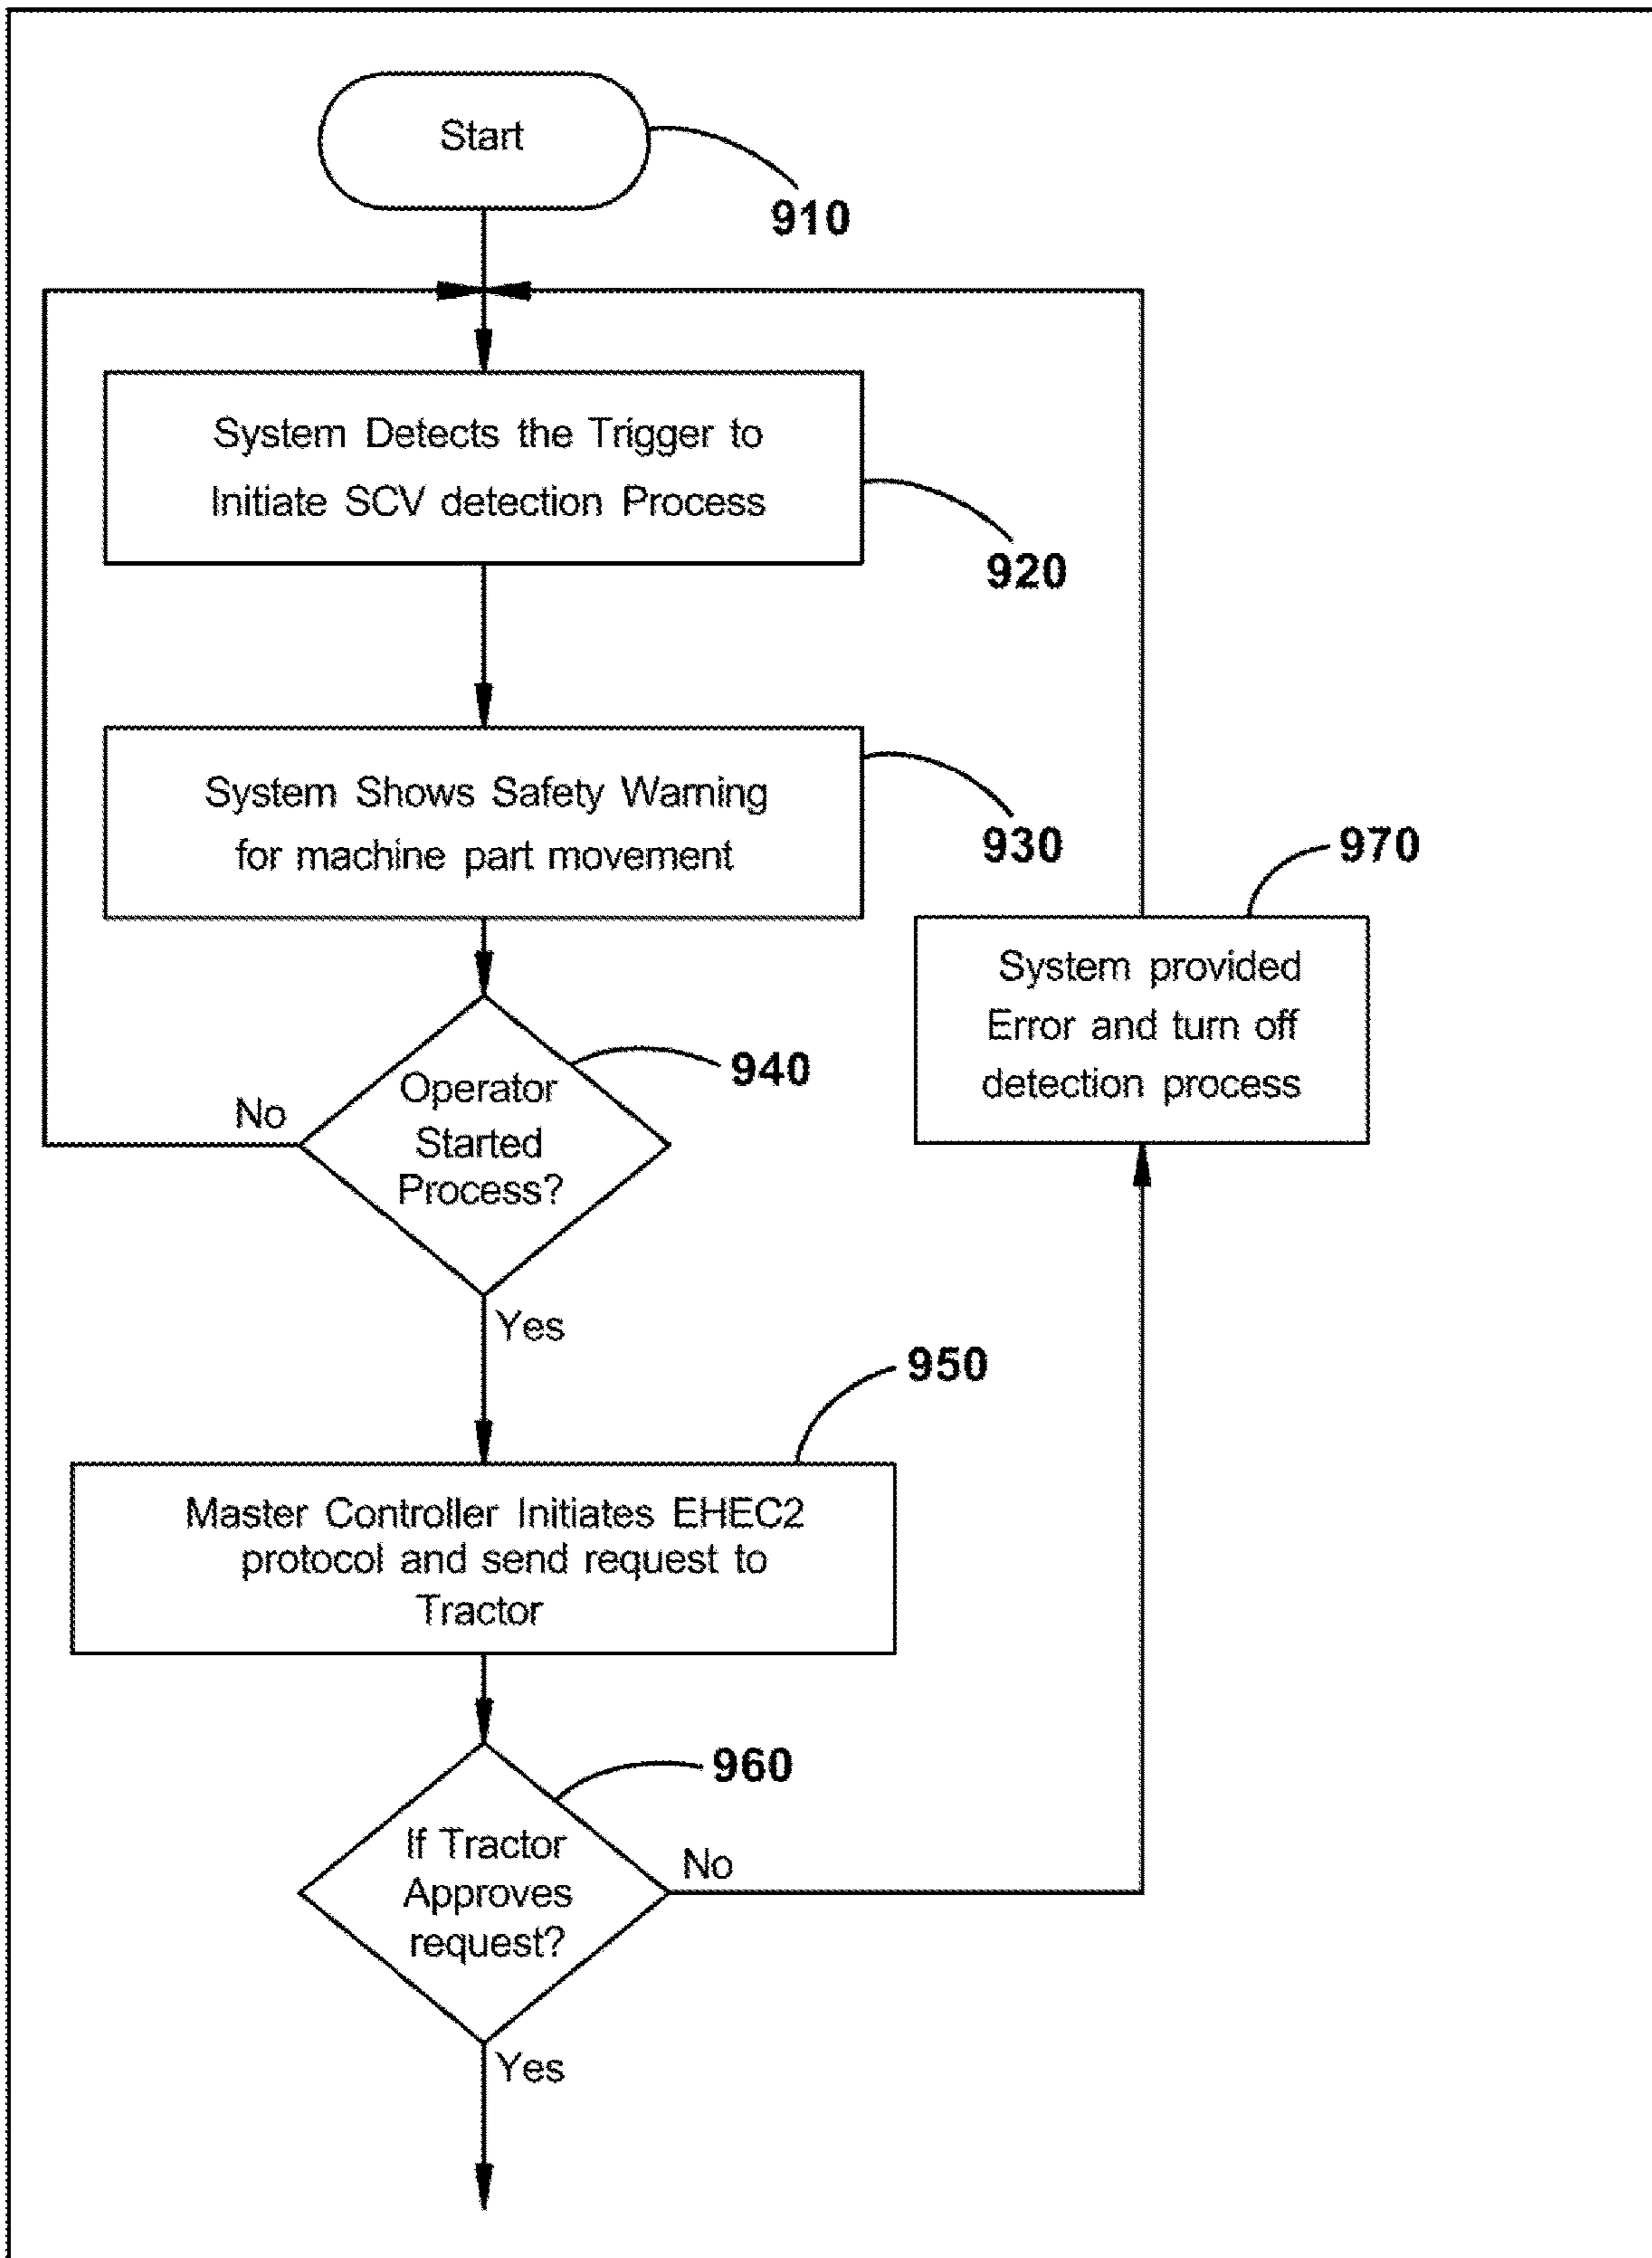 Start
910
System Detects the Trigger to
Initiate SCV detection Process
920
System Shows Safety Warning
for machine part movement
930
970
System provided
Error and turn off
detection process
940
Operator
Started
Process?
No
Yes
950
Master Controller Initiates EHEC2
protocol and send request to
Tractor
960
If Tractor
Approves
request?
No
Yes